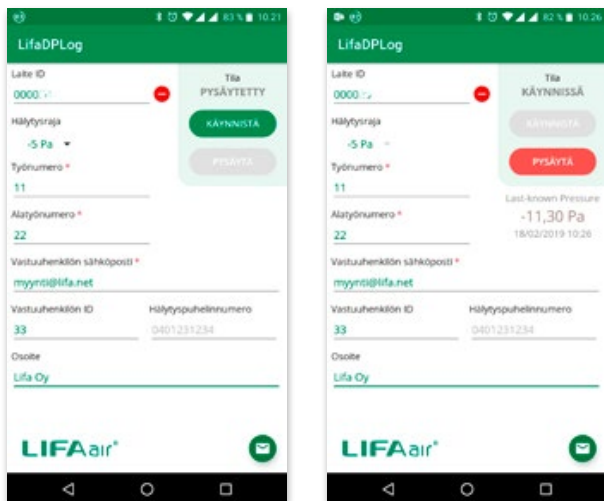 83 % 10.21
LifaDPLog
Laite ID
0000
Tila
PYSÄYTETTY
KÄYNNISTÄ
PYSÄYTÄ
Hälytysraja
-5 Pa
Työnumero *
11
Alatyönumero *
22
Vastuuhenkilön sähköposti *
myynti@lifa.net
Vastuuhenkilön ID
Hälytyspuhelinnumero
33
0401231234
Osoite
Lifa Oy
LIFAair
82 % 10.26
LifaDPLog
Laite ID
0000
Tila
KÄYNNISSÄ
KÄYNNISTÄ
PYSÄYTÄ
Hälytysraja
-5 Pa
Työnumero *
11
Last-known Pressure
-11,30 Pa
18/02/2019 10:26
Alatyönumero *
22
Vastuuhenkilön sähköposti *
myynti@lifa.net
Vastuuhenkilön ID
Hälytyspuhelinnumero
33
0401231234
Osoite
Lifa Oy
LIFAair